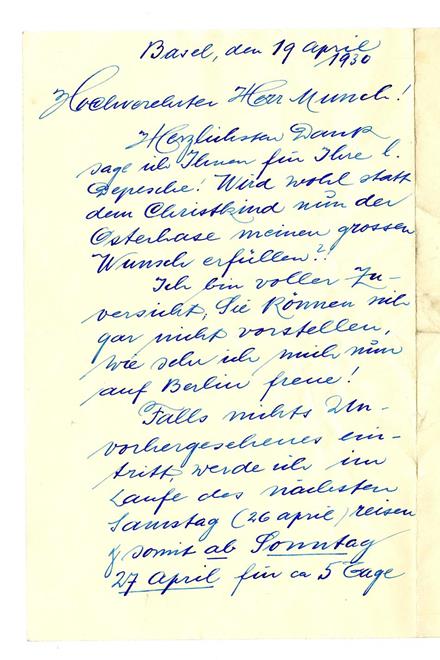 Basel, den 19 April
1930
Hochverehrter Herr Munch!
Herzlichsten Dank
sage ich Ihnen für Ihre l.
Depesche! Wird wohl statt
dem Christkind nun der
Osterhase meinen grossen
Wunsch erfüllen?!
Ich bin voller Zu-
versicht, Sie können sich
gar nicht vorstellen,
wie sehr ich mich nun
auf Berlin freue!
Falls nichts Un-
vorhergesehenes ein-
tritt, werde ich im
Laufe des nächsten
Samstag (26 April) reisen
& somit ab Sonntag
27 April für ca 5 Tage